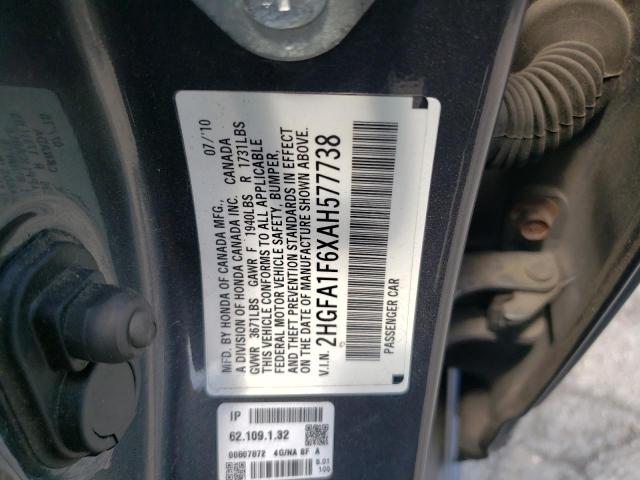 MFD. BY HONDA OF CANADA MFG., CANADA 07/10
A DIVISION OF HONDA CANADA INC.
GVWR 3671LBS GAWR F 1940LBS R 1731LBS
THIS VEHICLE CONFORMS TO ALL APPLICABLE
FEDERAL MOTOR VEHICLE SAFETY, BUMPER,
AND THEFT PREVENTION STANDARDS IN EFFECT
ON THE DATE OF MANUFACTURE SHOWN ABOVE.
V.I.N. 2HGFA1F6XAH577738
PASSENGER CAR
IP
62.109.1.32
00607872 4G/NA BF A